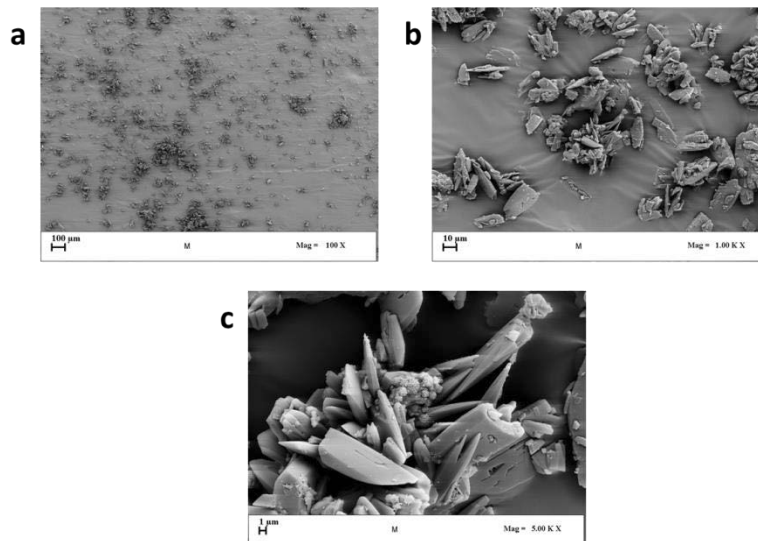 a
100 µm
M
Mag = 100 X
b
10 µm
M
Mag = 1.00 K X
c
1 µm
M
Mag = 5.00 K X